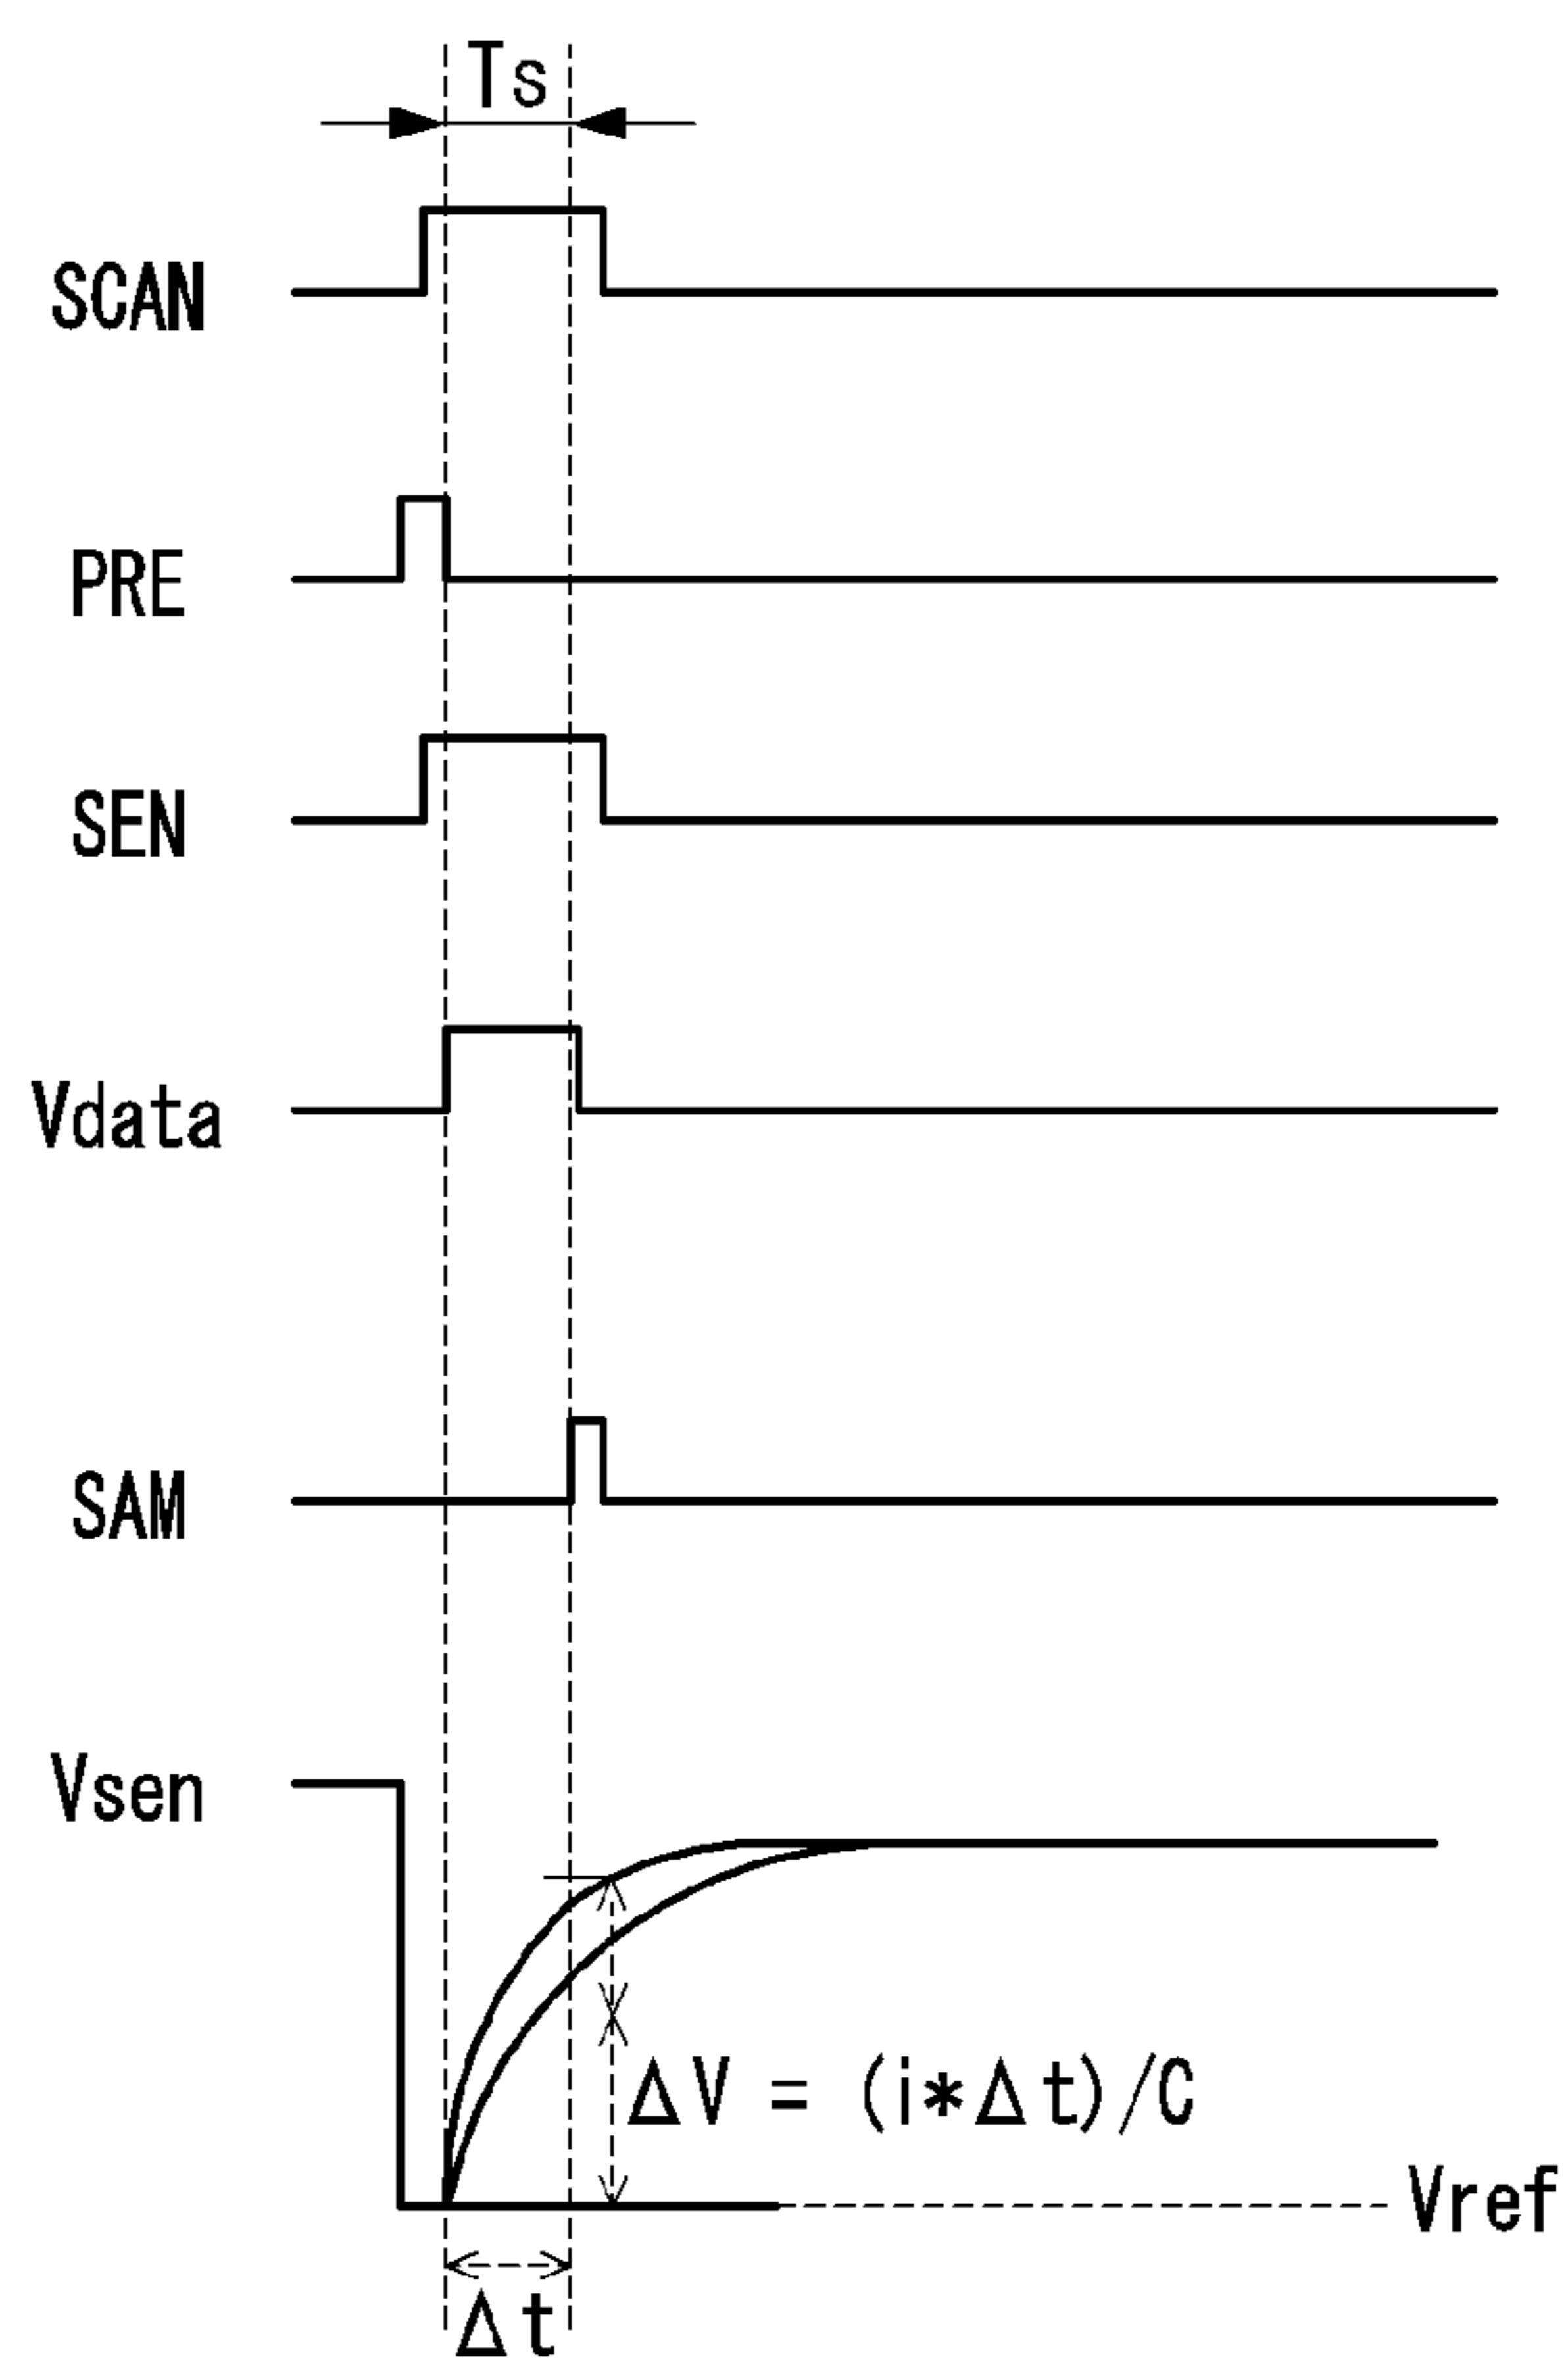 Ts
SCAN
PRE
SEN
Vdata
SAM
Vsen
ΔV = (i*Δt)/C
Vref
Δt